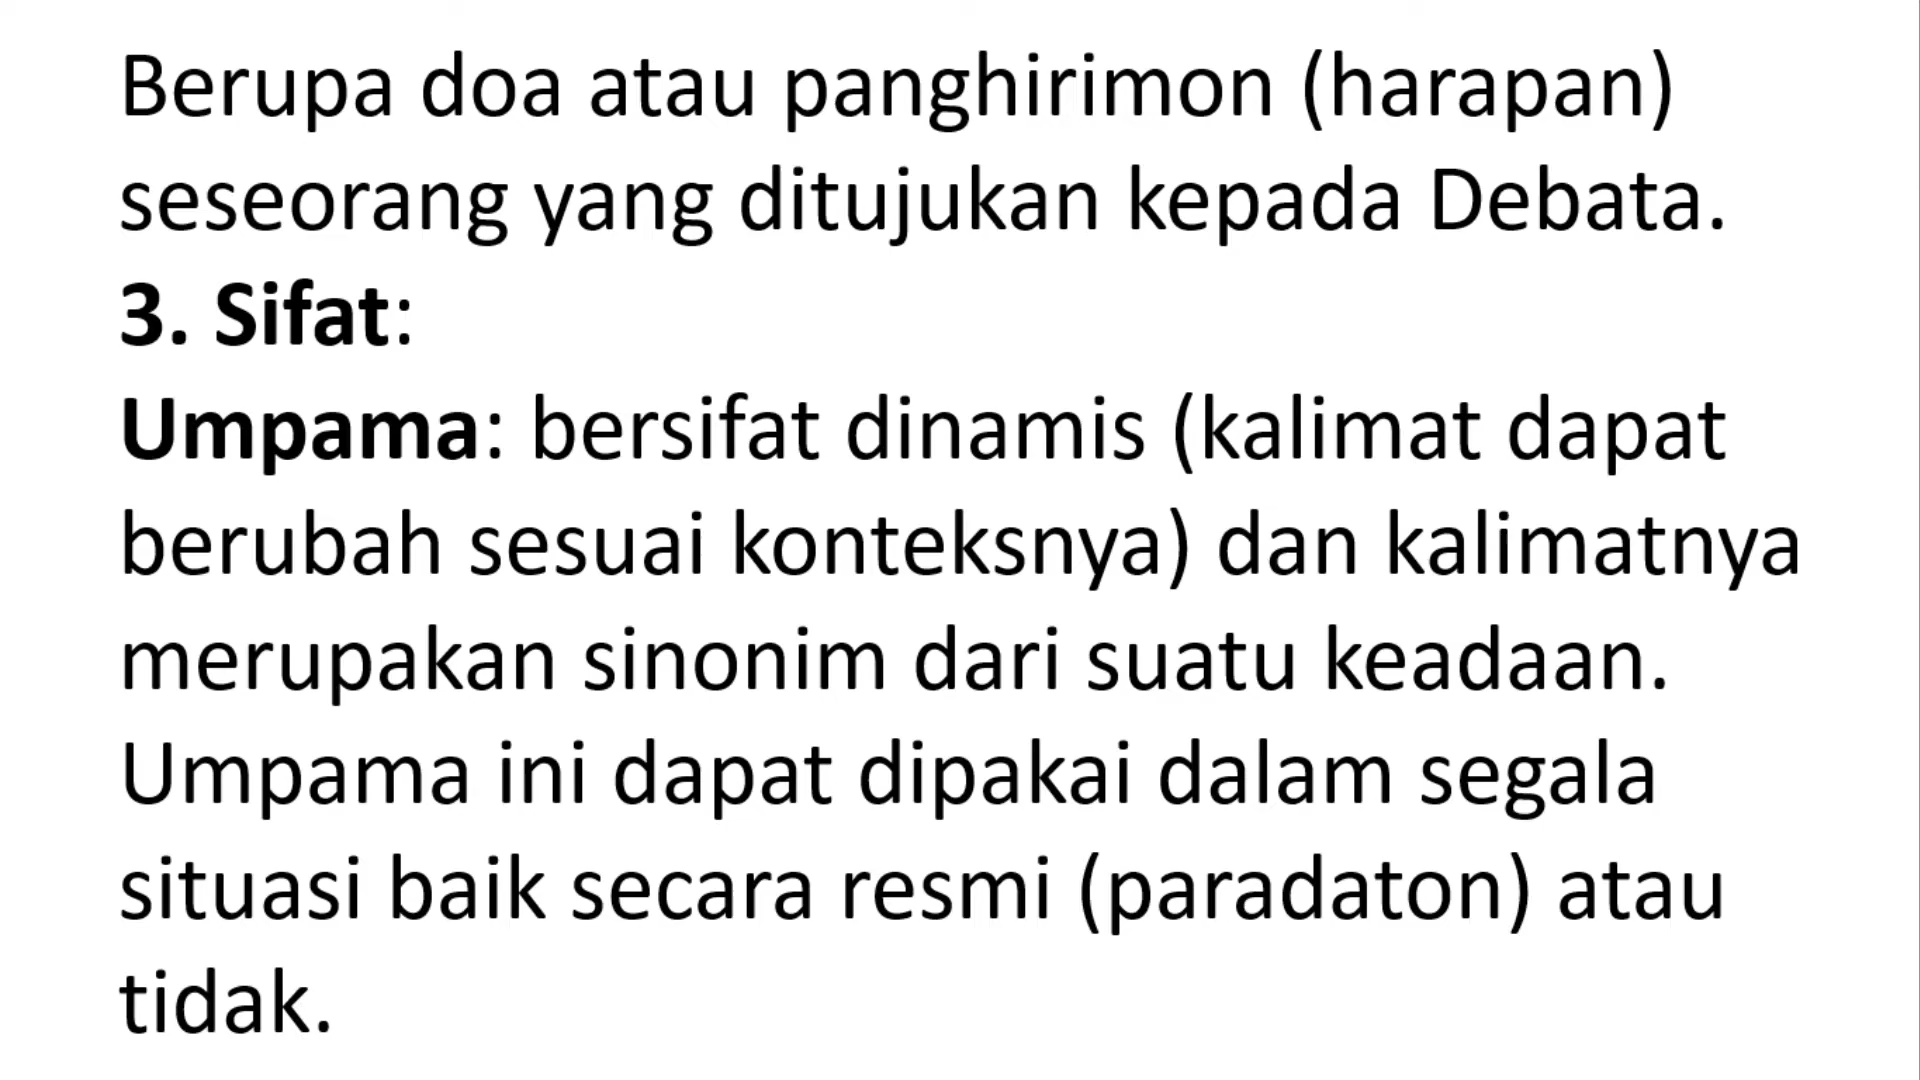 Berupa doa atau panghirimon (harapan)
seseorang yang ditujukan kepada Debata.
3. Sifat:
Umpama: bersifat dinamis (kalimat dapat
berubah sesuai konteksnya) dan kalimatnya
merupakan sinonim dari suatu keadaan.
Umpama ini dapat dipakai dalam segala
situasi baik secara resmi (paradaton) atau
tidak.